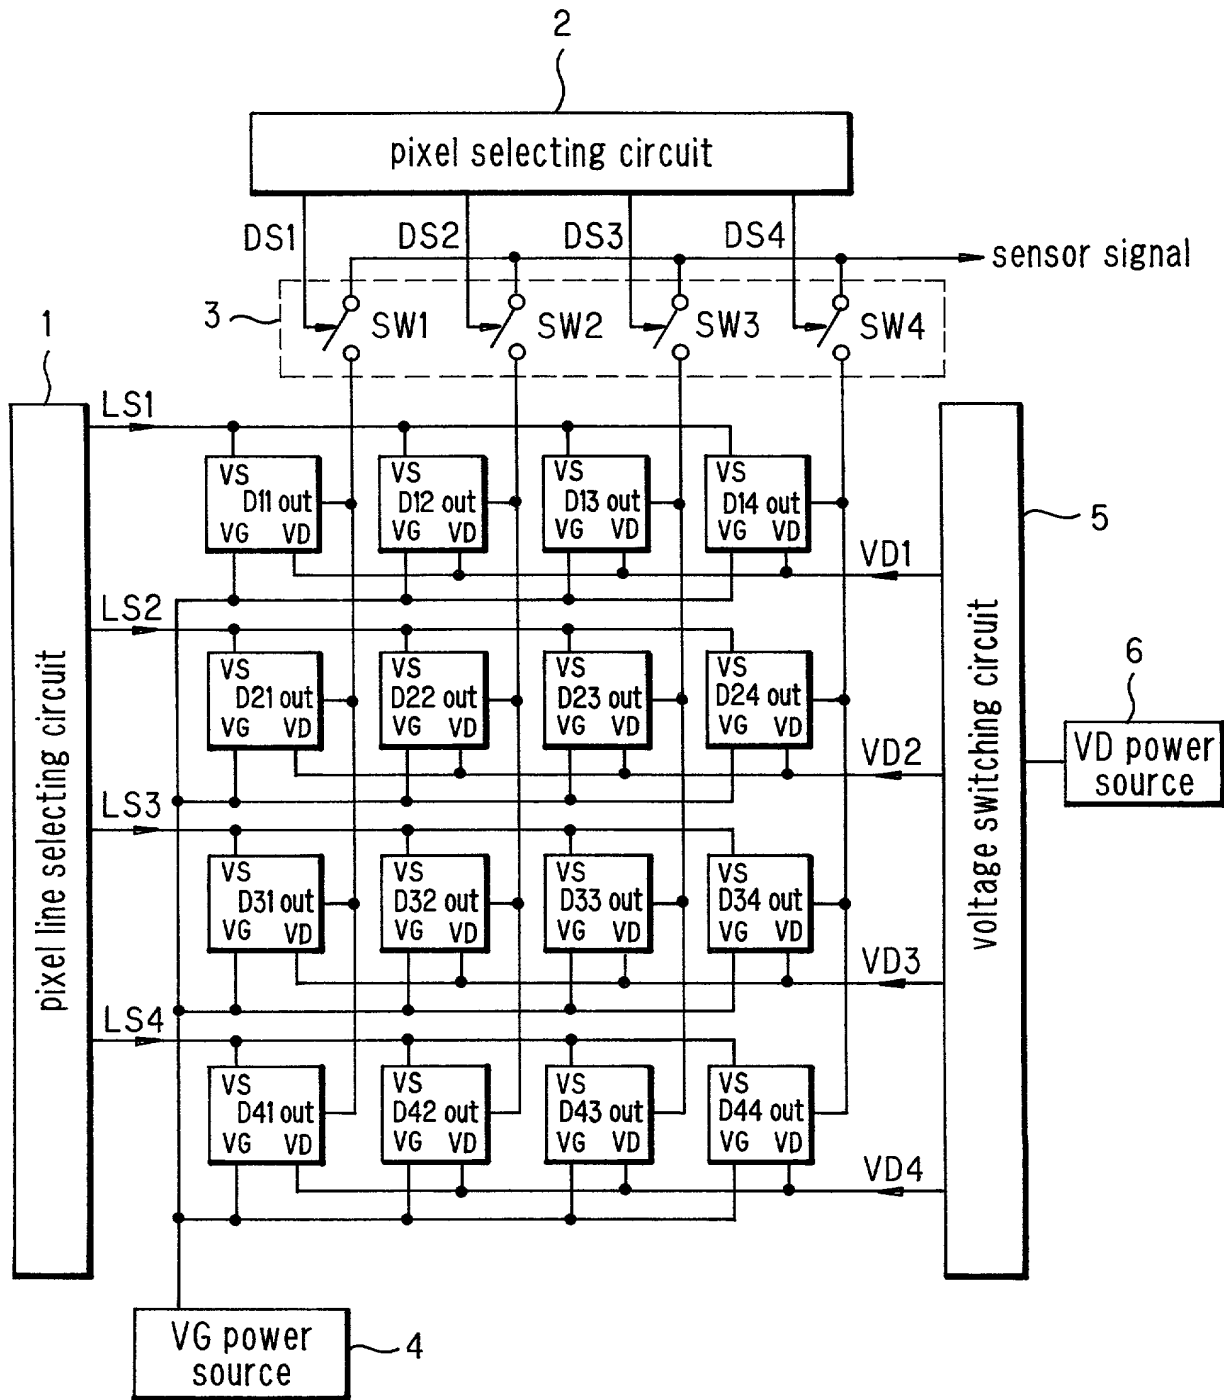 2
pixel selecting circuit
DS1 DS2 DS3 DS4
sensor signal
3
SW1 SW2 SW3 SW4
1
LS1
VS VS VS VS
D11 out D12 out D13 out D14 out
VG VD VG VD VG VD VG VD
5
VD1
LS2
VS VS VS VS
D21 out D22 out D23 out D24 out
VG VD VG VD VG VD VG VD
6
VD power
source
VD2
pixel line selecting circuit
voltage switching circuit
LS3
VS VS VS VS
D31 out D32 out D33 out D34 out
VG VD VG VD VG VD VG VD
VD3
LS4
VS VS VS VS
D41 out D42 out D43 out D44 out
VG VD VG VD VG VD VG VD
VD4
VG power
source
4